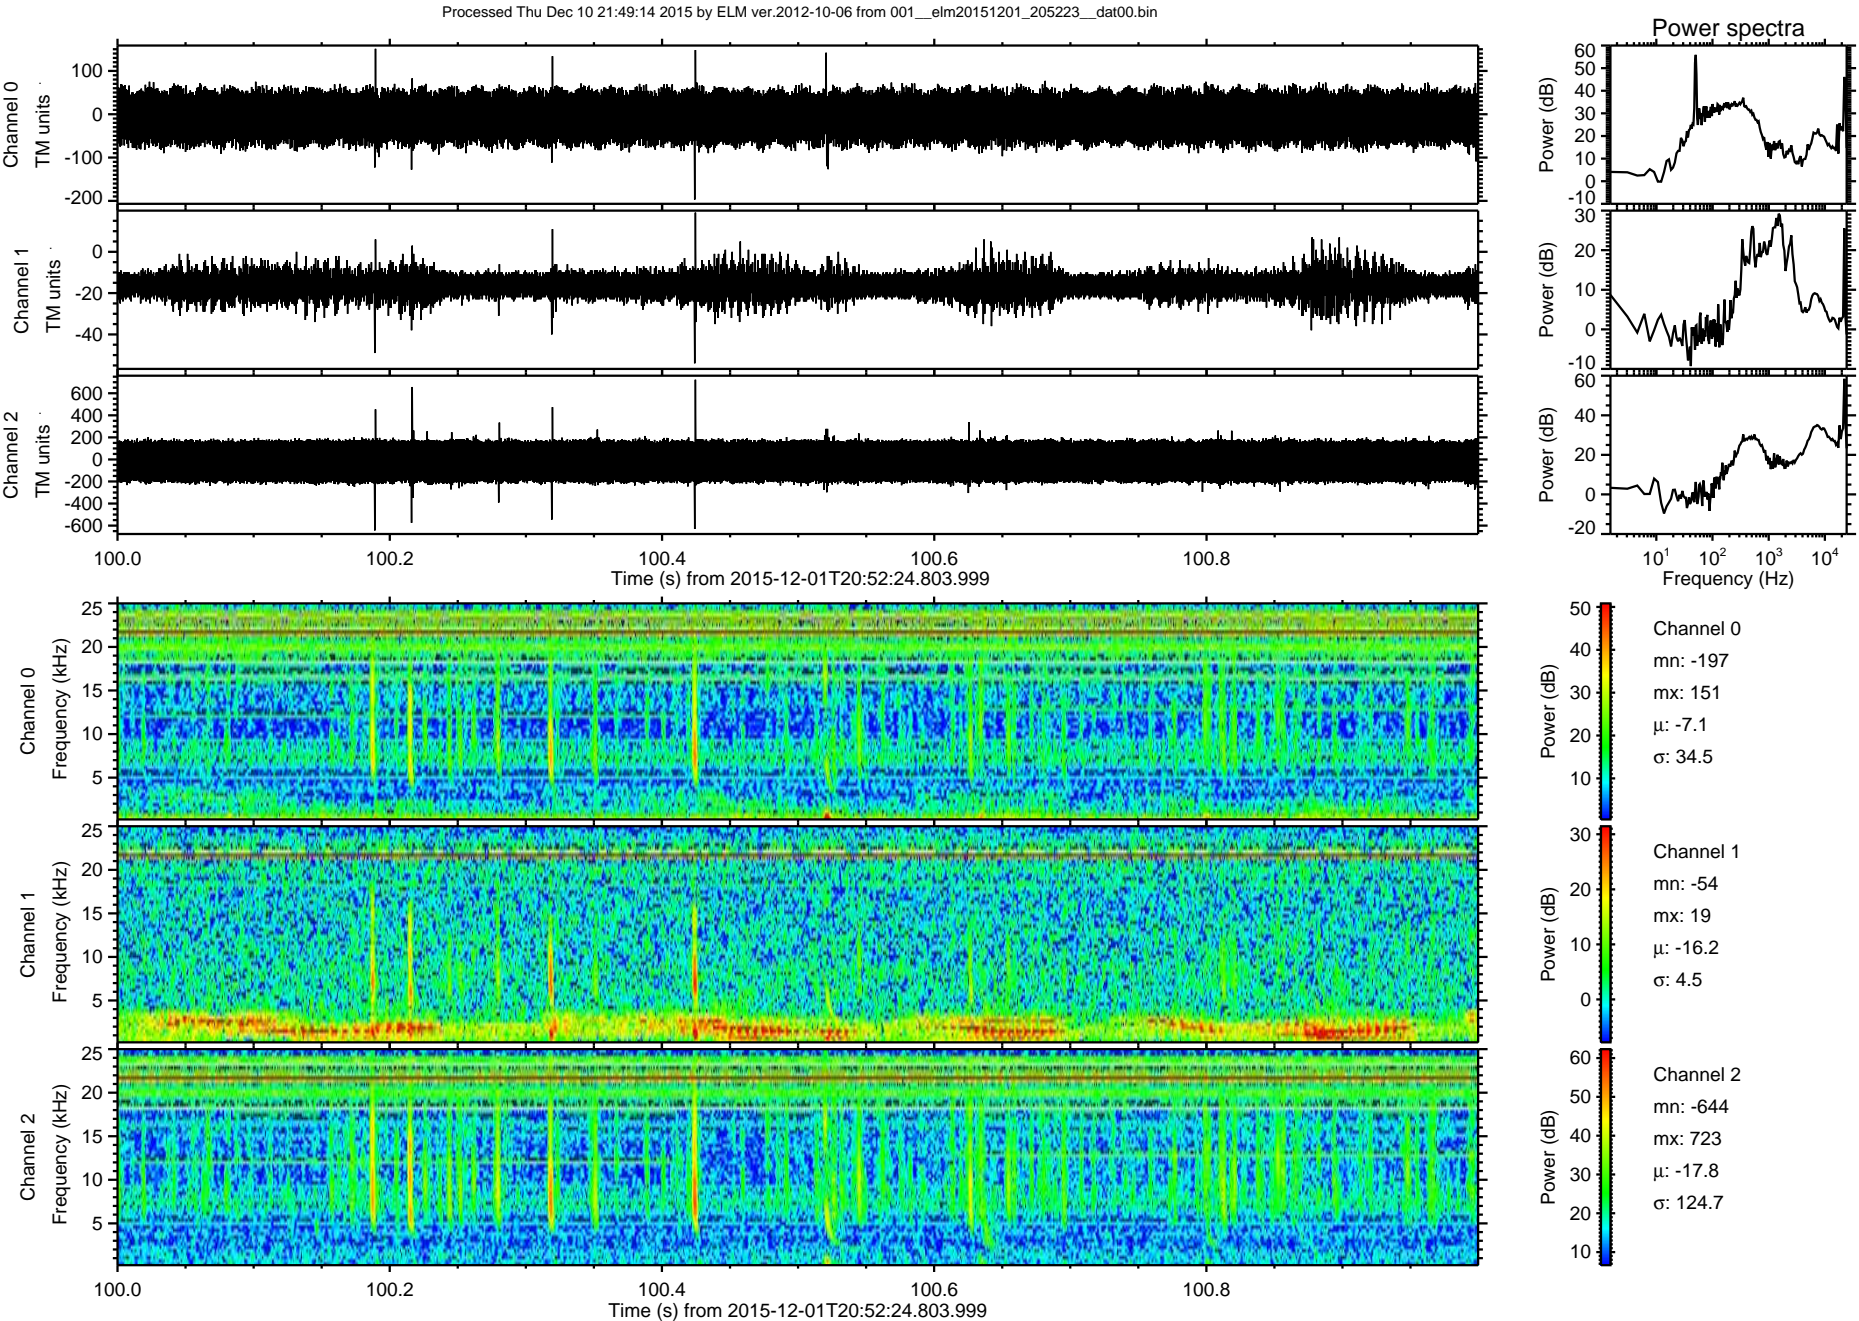 Processed Thu Dec 10 21:49:14 2015 by ELM ver.2012-10-06 from 001__elm20151201_205223__dat00.bin
Power spectra
Channel 0
TM units
100
0
-100
-200
Power (dB)
60
50
40
30
20
10
0
-10
Channel 1
TM units
0
-20
-40
Power (dB)
30
20
10
0
-10
Channel 2
TM units
600
400
200
0
-200
-400
-600
Power (dB)
60
40
20
0
-20
100.0 100.2 100.4 100.6 100.8
Time (s) from 2015-12-01T20:52:24.803.999
10^1 10^2 10^3 10^4
Frequency (Hz)
Channel 0
Frequency (kHz)
25
20
15
10
5
Power (dB)
50
40
30
20
10
Channel 0
mn: -197
mx: 151
μ: -7.1
σ: 34.5
Channel 1
Frequency (kHz)
25
20
15
10
5
Power (dB)
30
20
10
0
Channel 1
mn: -54
mx: 19
μ: -16.2
σ: 4.5
Channel 2
Frequency (kHz)
25
20
15
10
5
Power (dB)
60
50
40
30
20
10
Channel 2
mn: -644
mx: 723
μ: -17.8
σ: 124.7
100.0 100.2 100.4 100.6 100.8
Time (s) from 2015-12-01T20:52:24.803.999